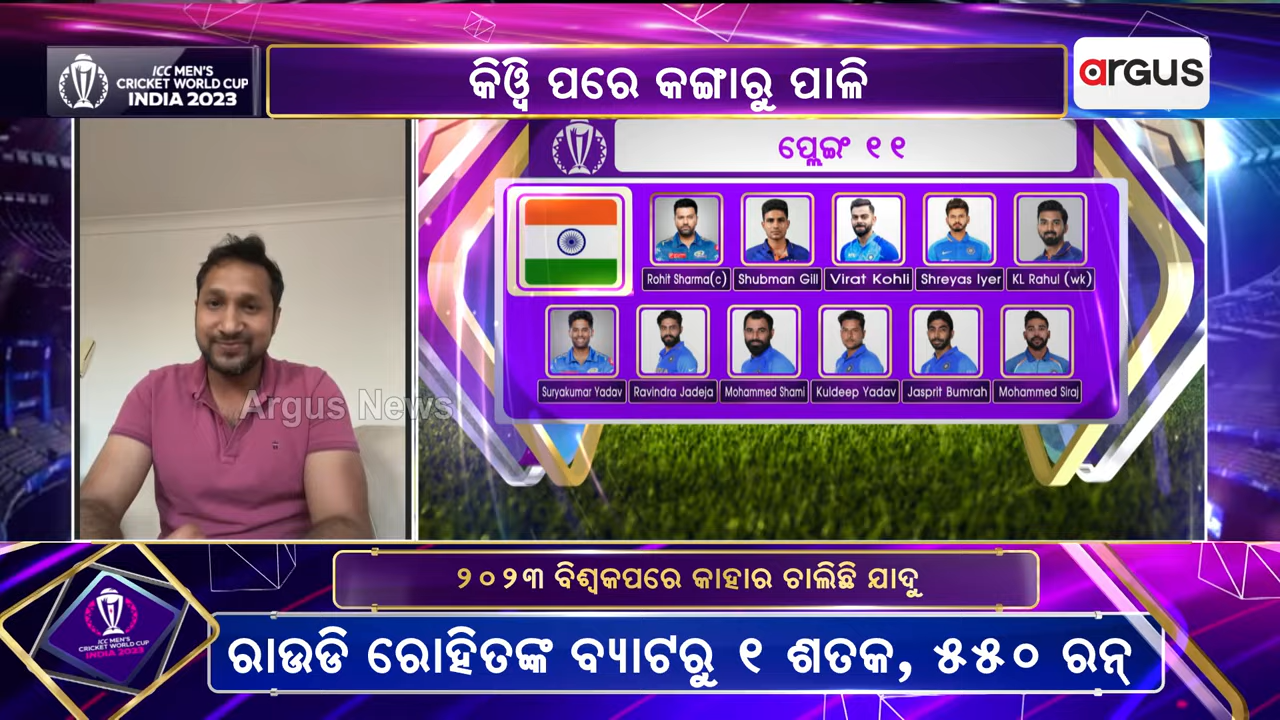 ICC MEN'S
CRICKET WORLD CUP
INDIA 2023
କିୱି ପରେ କଙ୍ଗାରୁ ପାଳି
argus
ପ୍ଲେଇଂ ୧୧
Rohit Sharma(c) Shubman Gill Virat Kohli Shreyas Iyer KL Rahul (wk)
Suryakumar Yadav Ravindra Jadeja Mohammed Shami Kuldeep Yadav Jasprit Bumrah Mohammed Siraj
Argus News
୨୦୨୩ ବିଶ୍ୱକପରେ କାହାର ଚାଲିଛି ଯାଦୁ
ICC MEN'S
CRICKET WORLD CUP
INDIA 2023
ରାଉଡି ରୋହିତଙ୍କ ବ୍ୟାଟରୁ ୧ ଶତକ, ୫୫୦ ରନ୍